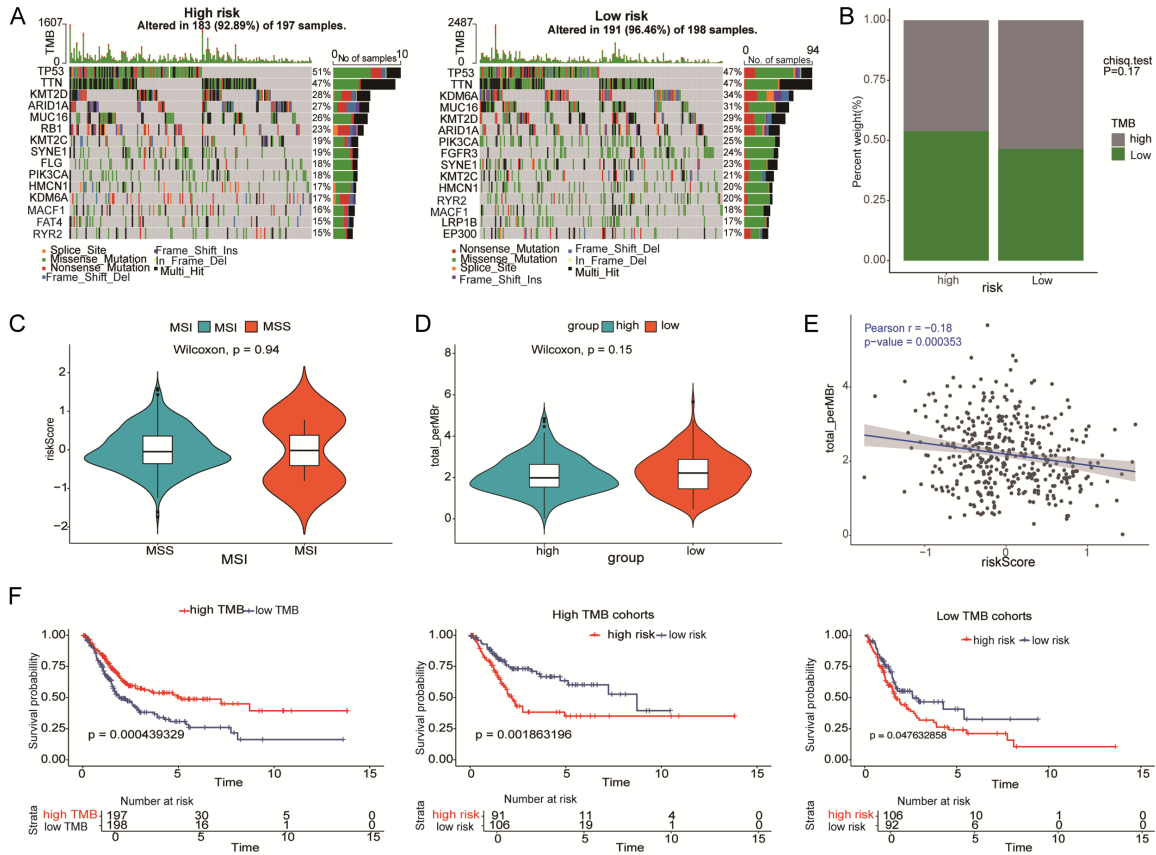 A
High risk
Altered in 183 (92.89%) of 197 samples.
1607
TMB
0
0 No. of samples 10
TP53 51%
TTN 47%
KMT2D 28%
ARID1A 27%
MUC16 26%
RB1 23%
KMT2C 19%
SYNE1 19%
FLG 18%
PIK3CA 18%
HMCN1 17%
KDM6A 17%
MACF1 16%
FAT4 15%
RYR2 15%
Splice_Site
Missense_Mutation
Nonsense_Mutation
Frame_Shift_Del
Frame_Shift_Ins
In_Frame_Del
Multi_Hit
Low risk
Altered in 191 (96.46%) of 198 samples.
2487
TMB
0
0 No. of samples 94
TP53 47%
TTN 47%
KDM6A 34%
MUC16 31%
KMT2D 29%
ARID1A 25%
PIK3CA 25%
FGFR3 24%
SYNE1 23%
KMT2C 21%
HMCN1 20%
RYR2 20%
MACF1 18%
LRP1B 17%
EP300 17%
Nonsense_Mutation
Missense_Mutation
Splice_Site
Frame_Shift_Ins
Frame_Shift_Del
In_Frame_Del
Multi_Hit
B
1.00
0.75
0.50
0.25
0.00
Percent weight(%)
high Low
risk
chisq.test
P=0.17
TMB
high
Low
C
MSI MSI MSS
Wilcoxon, p = 0.94
2
1
0
−1
−2
riskScore
MSS MSI
MSI
D
group high low
Wilcoxon, p = 0.15
8
6
4
2
0
total_perMBr
high low
group
E
Pearson r = −0.18
p−value = 0.000353
4
2
0
total_perMBr
−1 0 1
riskScore
F
high TMB low TMB
1.00
0.75
0.50
0.25
0.00
Survival probability
p = 0.000439329
0 5 10 15
Time
Number at risk
Strata
high TMB 197 30 5 0
low TMB 198 16 1 0
0 5 10 15
Time
High TMB cohorts
high risk low risk
1.00
0.75
0.50
0.25
0.00
Survival probability
p = 0.001863196
0 5 10 15
Time
Number at risk
Strata
high risk 91 11 4 0
low risk 106 19 1 0
0 5 10 15
Time
Low TMB cohorts
high risk low risk
1.00
0.75
0.50
0.25
0.00
Survival probability
p = 0.047632858
0 5 10 15
Time
Number at risk
Strata
high risk 106 10 1 0
low risk 92 6 0 0
0 5 10 15
Time